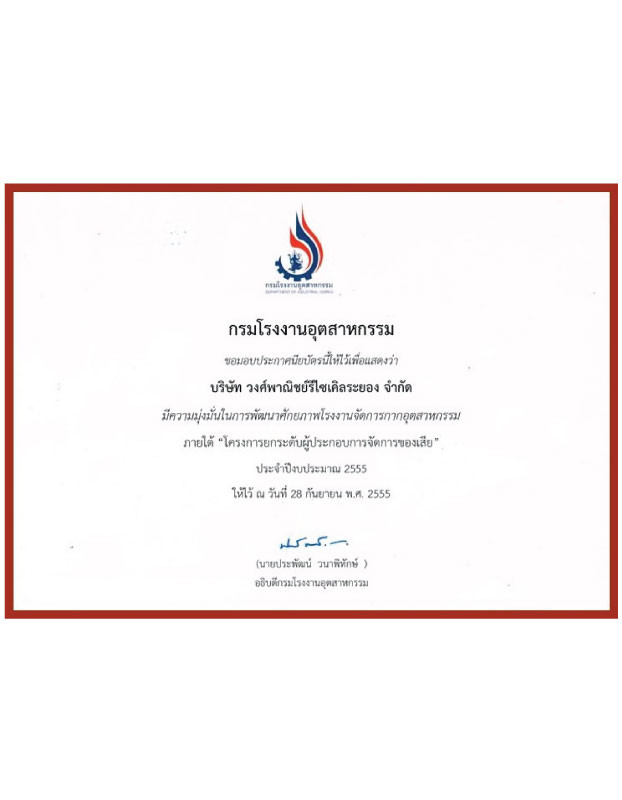 กรมโรงงานอุตสาหกรรม
DEPARTMENT OF INDUSTRIAL WORKS
กรมโรงงานอุตสาหกรรม
ขอมอบประกาศนียบัตรนี้ให้ไว้เพื่อแสดงว่า
บริษัท วงศ์พาณิชย์รีไซเคิลระยอง จำกัด
มีความมุ่งมั่นในการพัฒนาศักยภาพโรงงานจัดการกากอุตสาหกรรม
ภายใต้ “โครงการยกระดับผู้ประกอบการจัดการของเสีย”
ประจำปีงบประมาณ 2555
ให้ไว้ ณ วันที่ 28 กันยายน พ.ศ. 2555
(นายประพัฒน์ วนาพิทักษ์ )
อธิบดีกรมโรงงานอุตสาหกรรม